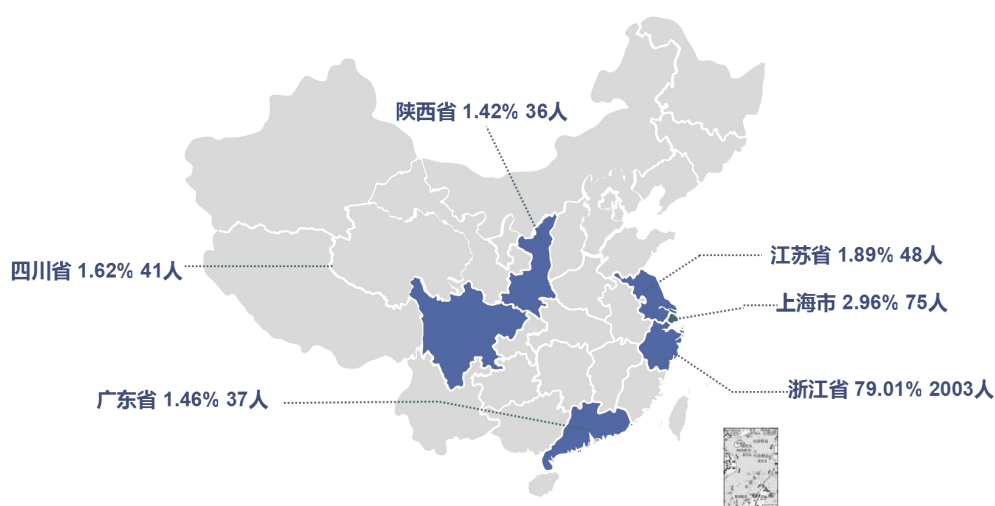 陕西省 1.42% 36人
江苏省 1.89% 48人
四川省 1.62% 41人
上海市 2.96% 75人
浙江省 79.01% 2003人
广东省 1.46% 37人